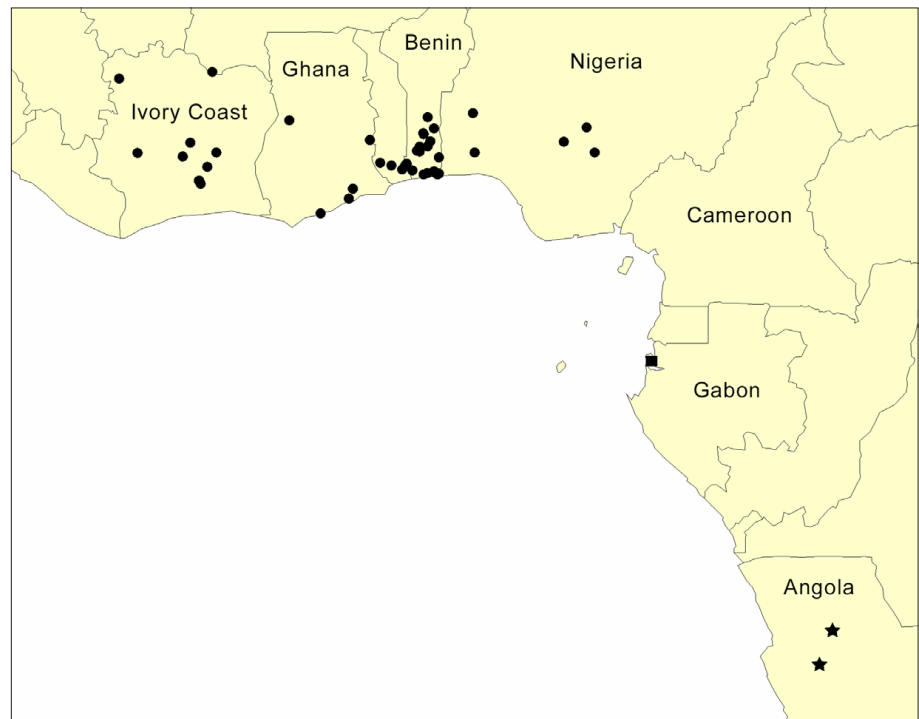 Benin
Nigeria
Ghana
Ivory Coast
Cameroon
Gabon
Angola